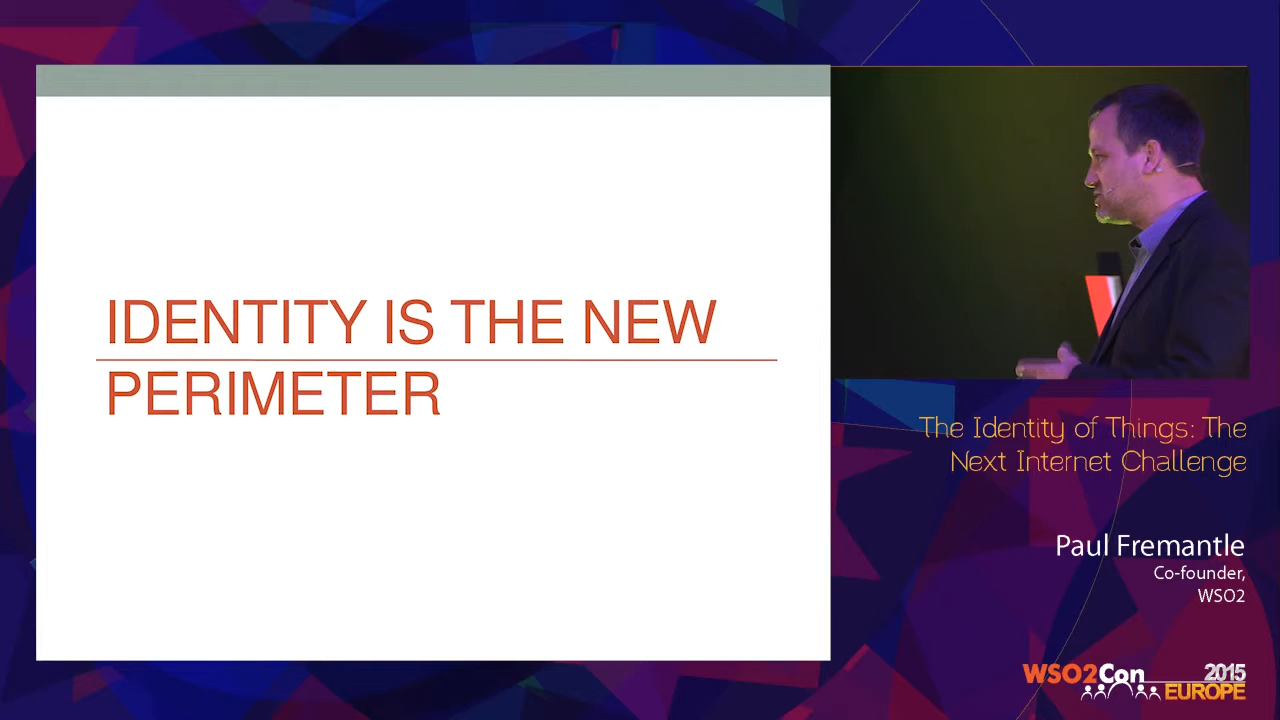 IDENTITY IS THE NEW
PERIMETER
The Identity of Things: The
Next Internet Challenge
Paul Fremantle
Co-founder,
WSO2
WSO2Con 2015
EUROPE